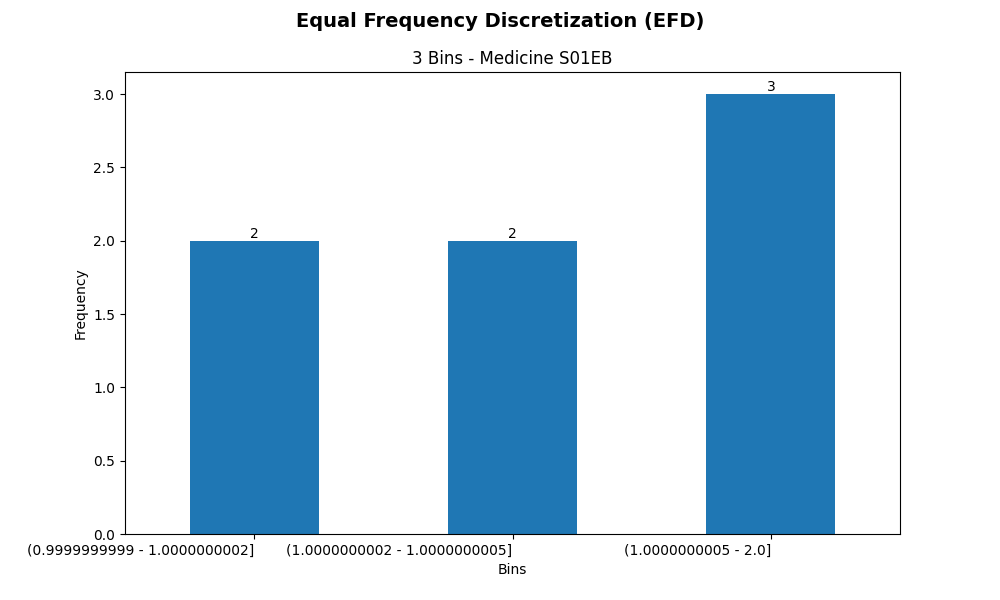 Equal Frequency Discretization (EFD)
3 Bins - Medicine S01EB
3.0
2.5
2.0
1.5
1.0
0.5
0.0
Frequency
2
2
3
(0.9999999999 - 1.0000000002]
(1.0000000002 - 1.0000000005]
(1.0000000005 - 2.0]
Bins